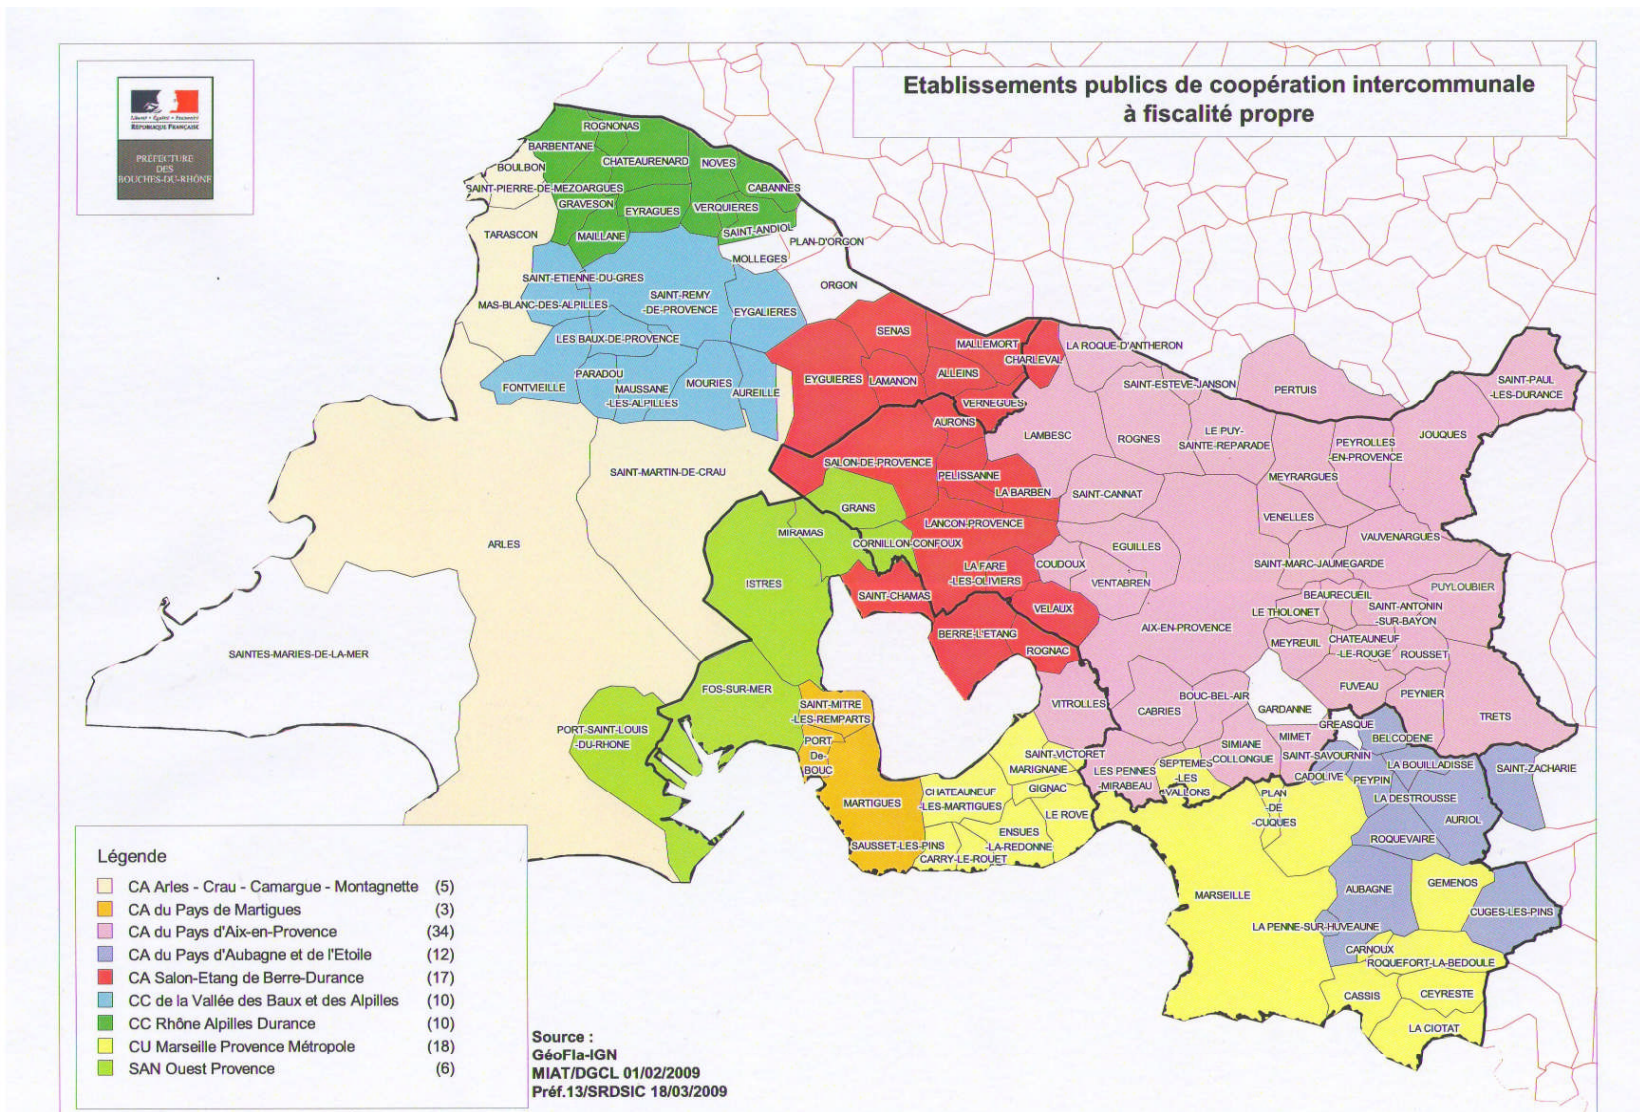 Etablissements publics de coopération intercommunale
à fiscalité propre
Liberté • Égalité • Fraternité
RÉPUBLIQUE FRANÇAISE
PRÉFECTURE
DES
BOUCHES-DU-RHÔNE
ROGNONAS
BARBENTANE
CHATEAURENARD
NOVES
BOULBON
CABANNES
SAINT-PIERRE-DE-MEZOARGUES
GRAVESON
EYRAGUES
VERQUIERES
TARASCON
MAILLANE
SAINT-ANDIOL
PLAN-D'ORGON
MOLLEGES
SAINT-ETIENNE-DU-GRES
ORGON
MAS-BLANC-DES-ALPILLES
SAINT-REMY
-DE-PROVENCE
EYGALIERES
LES BAUX-DE-PROVENCE
SENAS
MALLEMORT
CHARLEVAL
LA ROQUE-D'ANTHERON
FONTVIEILLE
PARADOU
MAUSSANE
-LES-ALPILLES
MOURIES
AUREILLE
EYGUIERES
LAMANON
ALLEINS
VERNEGUES
SAINT-ESTEVE-JANSON
PERTUIS
SAINT-PAUL
-LES-DURANCE
AURONS
LAMBESC
ROGNES
LE PUY-
SAINTE-REPARADE
PEYROLLES
-EN-PROVENCE
JOUQUES
SAINT-MARTIN-DE-CRAU
SALON-DE-PROVENCE
PELISSANNE
LA BARBEN
SAINT-CANNAT
MEYRARGUES
GRANS
LANCON-PROVENCE
VENELLES
ARLES
MIRAMAS
CORNILLON-CONFOUX
EGUILLES
VAUVENARGUES
ISTRES
LA FARE
-LES-OLIVIERS
COUDOUX
VENTABREN
SAINT-MARC-JAUMEGARDE
PUYLOUBIER
SAINT-CHAMAS
VELAUX
BEAURECUEIL
LE THOLONET
SAINT-ANTONIN
-SUR-BAYON
BERRE-L'ETANG
ROGNAC
AIX-EN-PROVENCE
MEYREUIL
CHATEAUNEUF
-LE-ROUGE
ROUSSET
SAINTES-MARIES-DE-LA-MER
FOS-SUR-MER
SAINT-MITRE
-LES-REMPARTS
VITROLLES
CABRIES
BOUC-BEL-AIR
GARDANNE
FUVEAU
PEYNIER
TRETS
PORT-SAINT-LOUIS
-DU-RHONE
PORT
De-
BOUC
GREASQUE
BELCODENE
SAINT-VICTORET
SIMIANE
-COLLONGUE
MIMET
SAINT-SAVOURNIN
SAINT-ZACHARIE
MARIGNANE
LES PENNES
-MIRABEAU
SEPTEMES
-LES
VALLONS
CADOLIVE
PEYPIN
LA BOUILLADISSE
MARTIGUES
CHATEAUNEUF
-LES-MARTIGUES
GIGNAC
PLAN
-DE
-CUQUES
LA DESTROUSSE
LE ROVE
AURIOL
SAUSSET-LES-PINS
CARRY-LE-ROUET
ENSUES
-LA-REDONNE
ROQUEVAIRE
MARSEILLE
AUBAGNE
GEMENOS
CUGES-LES-PINS
LA PENNE-SUR-HUVEAUNE
CARNOUX
ROQUEFORT-LA-BEDOULE
CASSIS
CEYRESTE
LA CIOTAT
Légende
CA Arles - Crau - Camargue - Montagnette (5)
CA du Pays de Martigues (3)
CA du Pays d'Aix-en-Provence (34)
CA du Pays d'Aubagne et de l'Etoile (12)
CA Salon-Etang de Berre-Durance (17)
CC de la Vallée des Baux et des Alpilles (10)
CC Rhône Alpilles Durance (10)
CU Marseille Provence Métropole (18)
SAN Ouest Provence (6)
Source :
GéoFla-IGN
MIAT/DGCL 01/02/2009
Préf.13/SRDSIC 18/03/2009